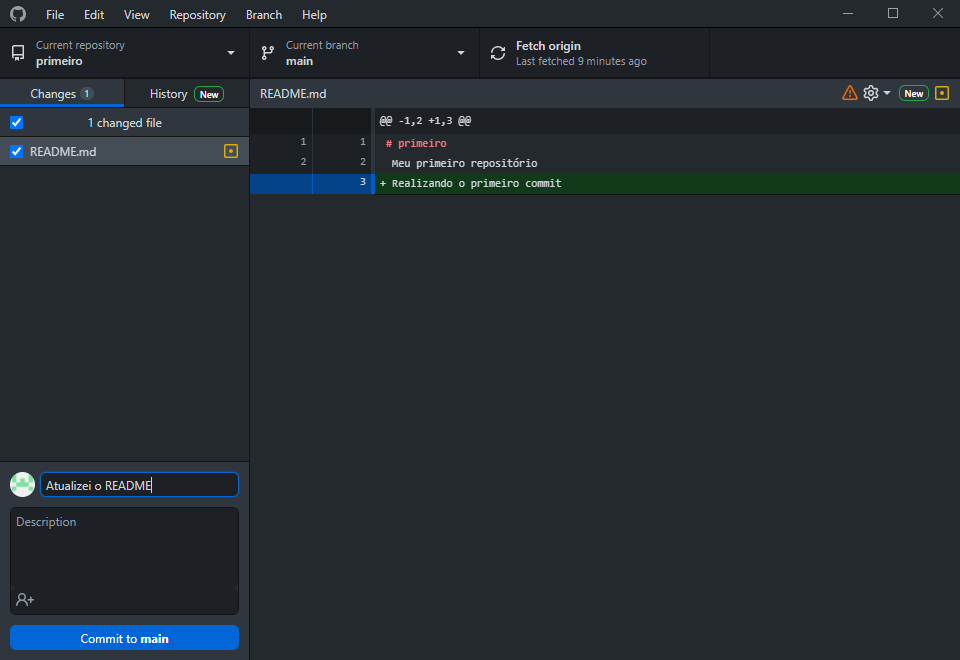 File Edit View Repository Branch Help
Current repository
primeiro
Current branch
main
Fetch origin
Last fetched 9 minutes ago
Changes 1
History New
README.md
New
1 changed file
README.md
@@ -1,2 +1,3 @@
1 1 # primeiro
2 2 Meu primeiro repositório
3 + Realizando o primeiro commit
Atualizei o README
Description
Commit to main